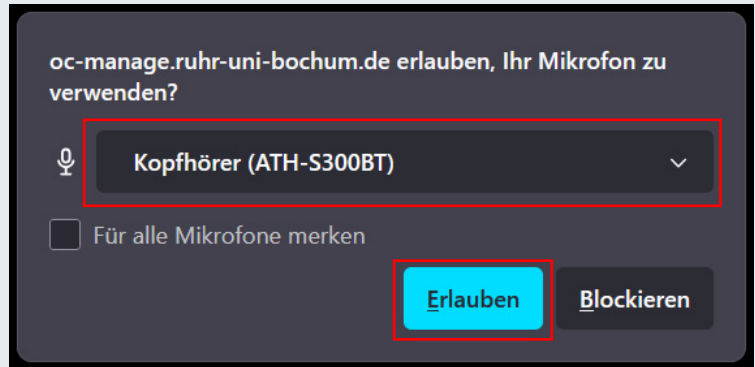 oc-manage.ruhr-uni-bochum.de erlauben, Ihr Mikrofon zu
verwenden?
Kopfhörer (ATH-S300BT)
Für alle Mikrofone merken
Erlauben Blockieren